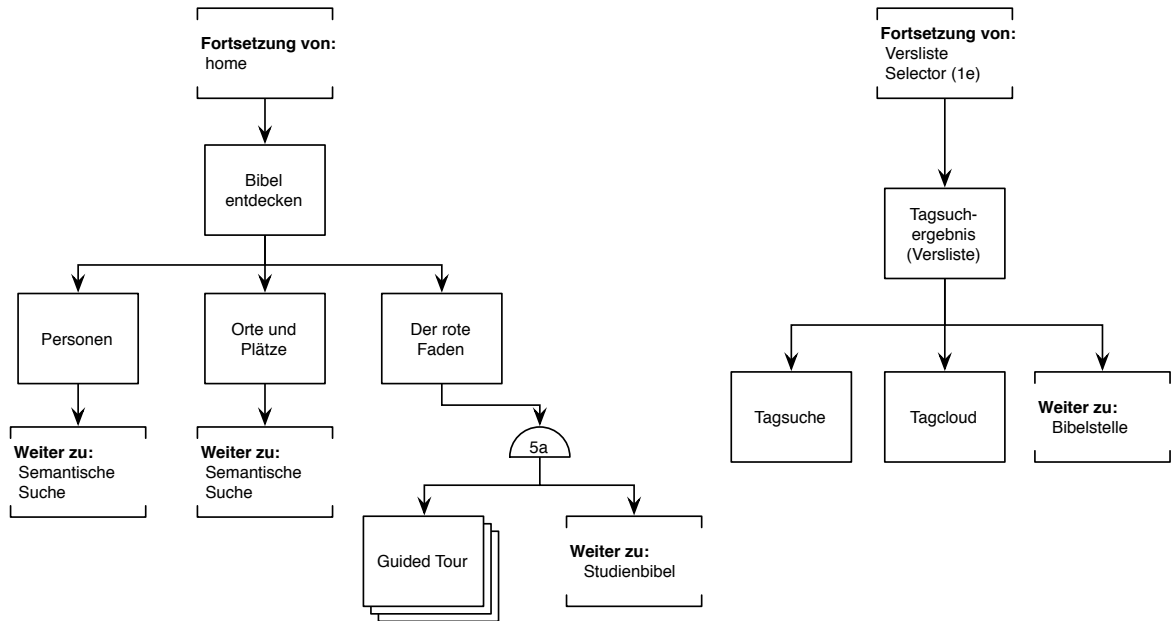 Fortsetzung von:
home
Bibel
entdecken
Personen
Orte und
Plätze
Der rote
Faden
Weiter zu:
Semantische
Suche
Weiter zu:
Semantische
Suche
5a
Guided Tour
Weiter zu:
Studienbibel
Fortsetzung von:
Versliste
Selector (1e)
Tagsuch-
ergebnis
(Versliste)
Tagsuche
Tagcloud
Weiter zu:
Bibelstelle